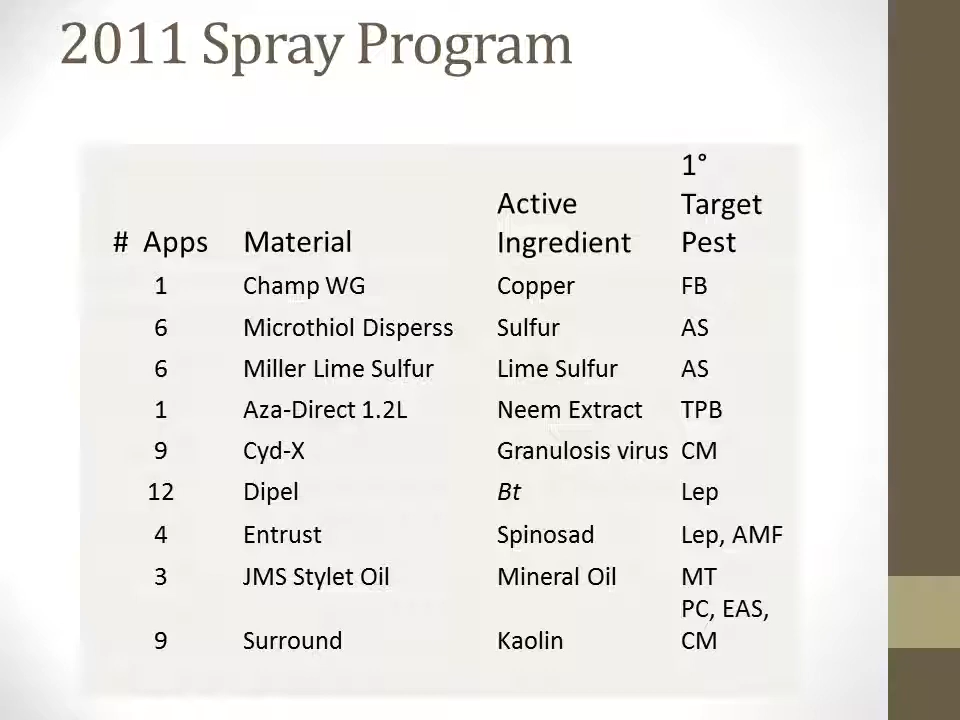 2011 Spray Program
# Apps Material Active Ingredient 1° Target Pest
1 Champ WG Copper FB
6 Microthiol Disperss Sulfur AS
6 Miller Lime Sulfur Lime Sulfur AS
1 Aza-Direct 1.2L Neem Extract TPB
9 Cyd-X Granulosis virus CM
12 Dipel Bt Lep
4 Entrust Spinosad Lep, AMF
3 JMS Stylet Oil Mineral Oil MT
9 Surround Kaolin PC, EAS, CM